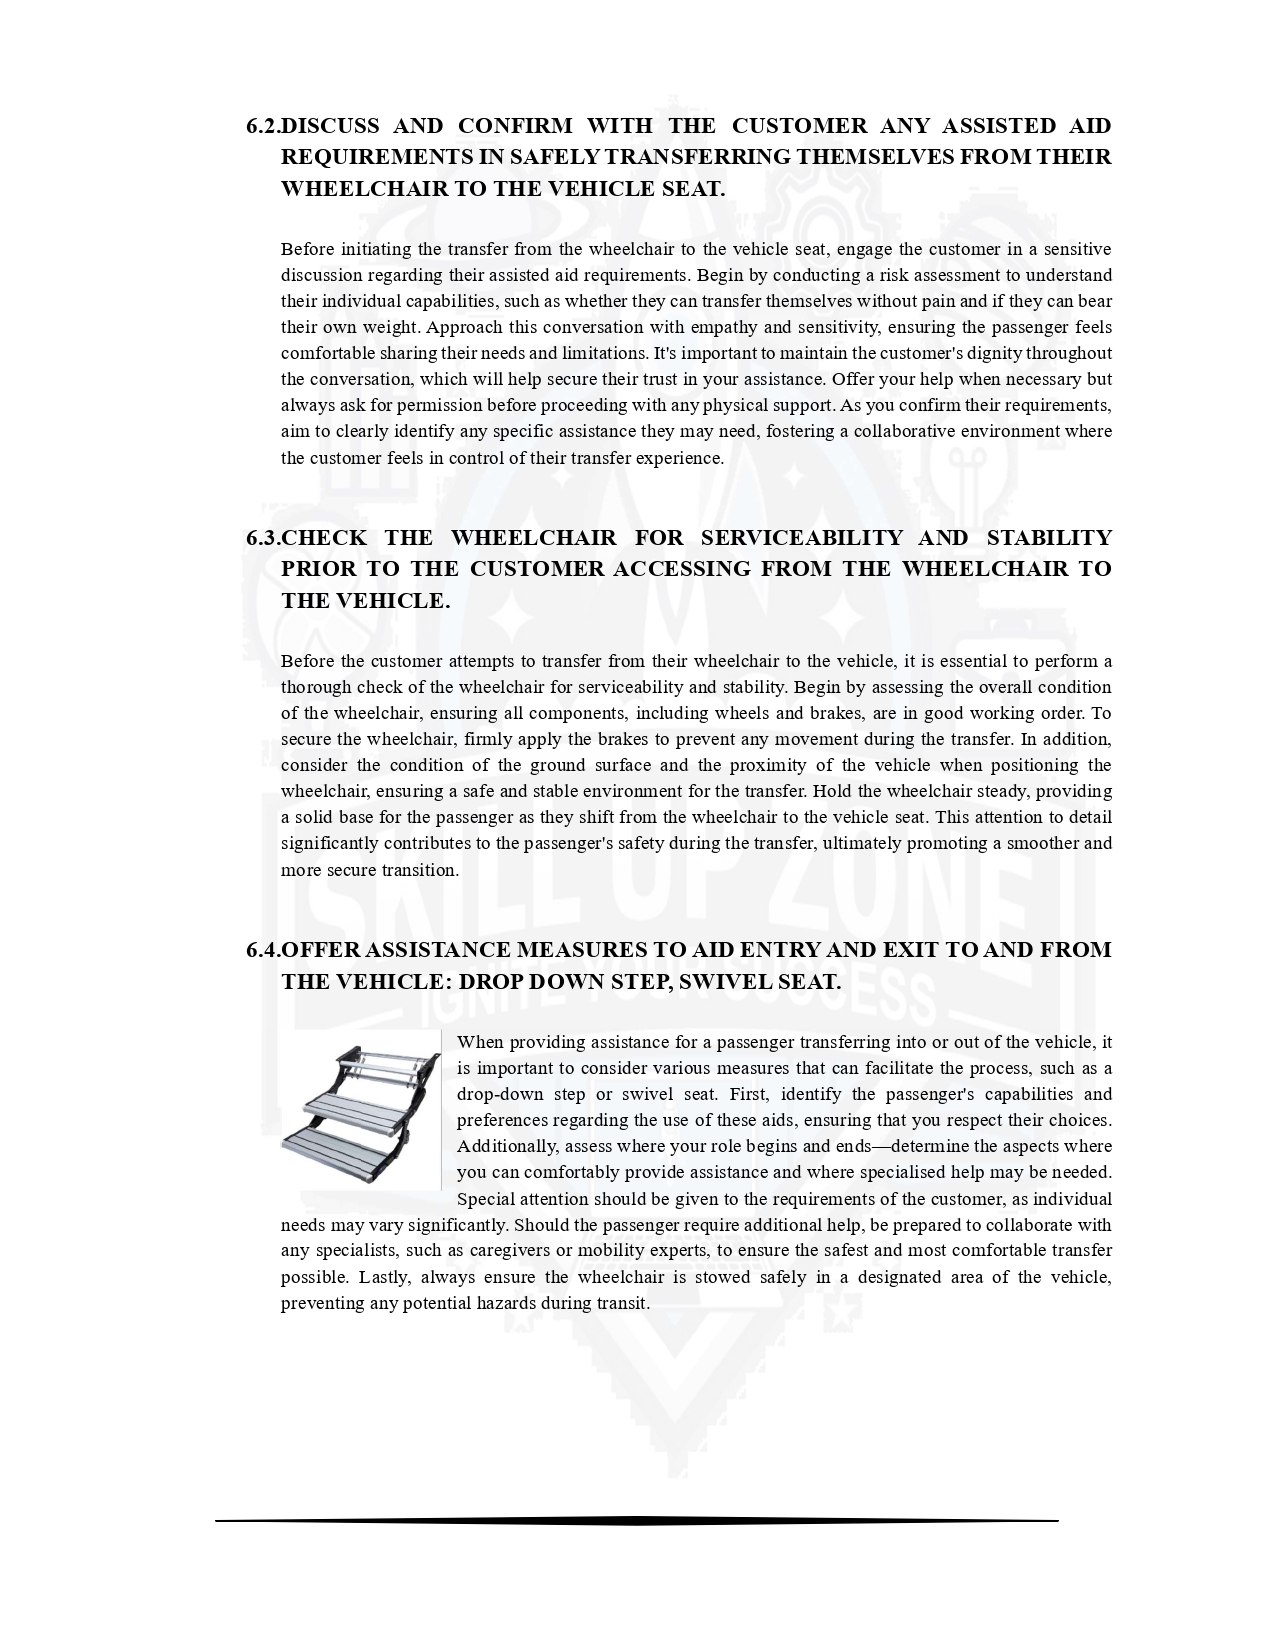 6.2.DISCUSS AND CONFIRM WITH THE CUSTOMER ANY ASSISTED AID
REQUIREMENTS IN SAFELY TRANSFERRING THEMSELVES FROM THEIR
WHEELCHAIR TO THE VEHICLE SEAT.
Before initiating the transfer from the wheelchair to the vehicle seat, engage the customer in a sensitive
discussion regarding their assisted aid requirements. Begin by conducting a risk assessment to understand
their individual capabilities, such as whether they can transfer themselves without pain and if they can bear
their own weight. Approach this conversation with empathy and sensitivity, ensuring the passenger feels
comfortable sharing their needs and limitations. It's important to maintain the customer's dignity throughout
the conversation, which will help secure their trust in your assistance. Offer your help when necessary but
always ask for permission before proceeding with any physical support. As you confirm their requirements,
aim to clearly identify any specific assistance they may need, fostering a collaborative environment where
the customer feels in control of their transfer experience.
6.3.CHECK THE WHEELCHAIR FOR SERVICEABILITY AND STABILITY
PRIOR TO THE CUSTOMER ACCESSING FROM THE WHEELCHAIR TO
THE VEHICLE.
Before the customer attempts to transfer from their wheelchair to the vehicle, it is essential to perform a
thorough check of the wheelchair for serviceability and stability. Begin by assessing the overall condition
of the wheelchair, ensuring all components, including wheels and brakes, are in good working order. To
secure the wheelchair, firmly apply the brakes to prevent any movement during the transfer. In addition,
consider the condition of the ground surface and the proximity of the vehicle when positioning the
wheelchair, ensuring a safe and stable environment for the transfer. Hold the wheelchair steady, providing
a solid base for the passenger as they shift from the wheelchair to the vehicle seat. This attention to detail
significantly contributes to the passenger's safety during the transfer, ultimately promoting a smoother and
more secure transition.
SKILL UP ZONE
6.4.OFFER ASSISTANCE MEASURES TO AID ENTRY AND EXIT TO AND FROM
THE VEHICLE: DROP DOWN STEP, SWIVEL SEAT.
IGNITE YOUR SUCCESS
When providing assistance for a passenger transferring into or out of the vehicle, it
is important to consider various measures that can facilitate the process, such as a
drop-down step or swivel seat. First, identify the passenger's capabilities and
preferences regarding the use of these aids, ensuring that you respect their choices.
Additionally, assess where your role begins and ends—determine the aspects where
you can comfortably provide assistance and where specialised help may be needed.
Special attention should be given to the requirements of the customer, as individual
needs may vary significantly. Should the passenger require additional help, be prepared to collaborate with
any specialists, such as caregivers or mobility experts, to ensure the safest and most comfortable transfer
possible. Lastly, always ensure the wheelchair is stowed safely in a designated area of the vehicle,
preventing any potential hazards during transit.